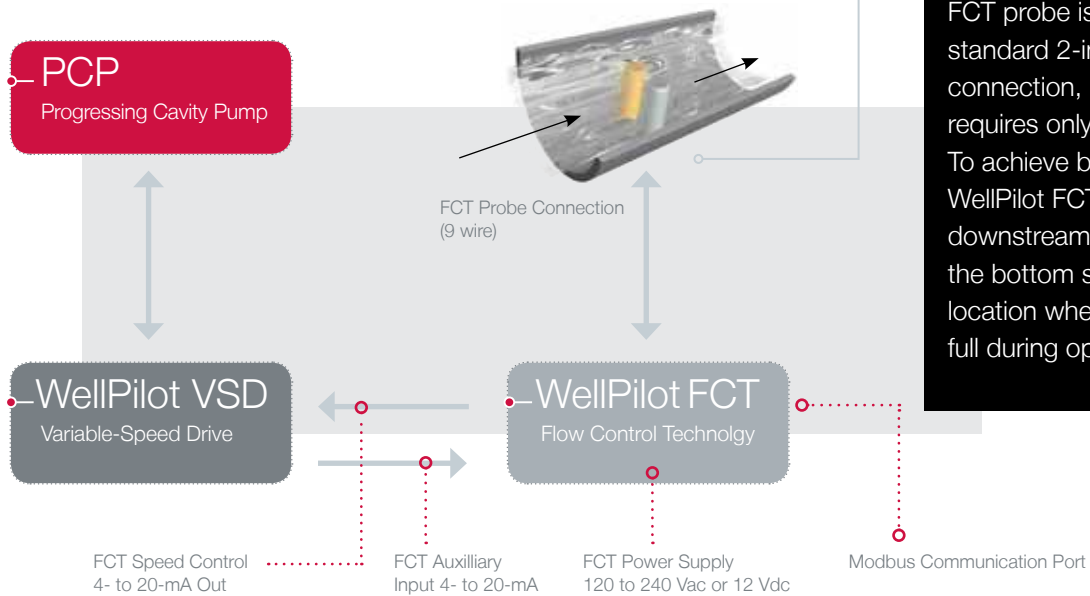 PCP
Progressing Cavity Pump
FCT Probe Connection
(9 wire)
FCT probe is
standard 2-in
connection,
requires only
To achieve b
WellPilot FCT
downstream
the bottom s
location whe
full during op
WellPilot VSD
Variable-Speed Drive
WellPilot FCT
Flow Control Technolgy
FCT Speed Control
4- to 20-mA Out
FCT Auxilliary
Input 4- to 20-mA
FCT Power Supply
120 to 240 Vac or 12 Vdc
Modbus Communication Port